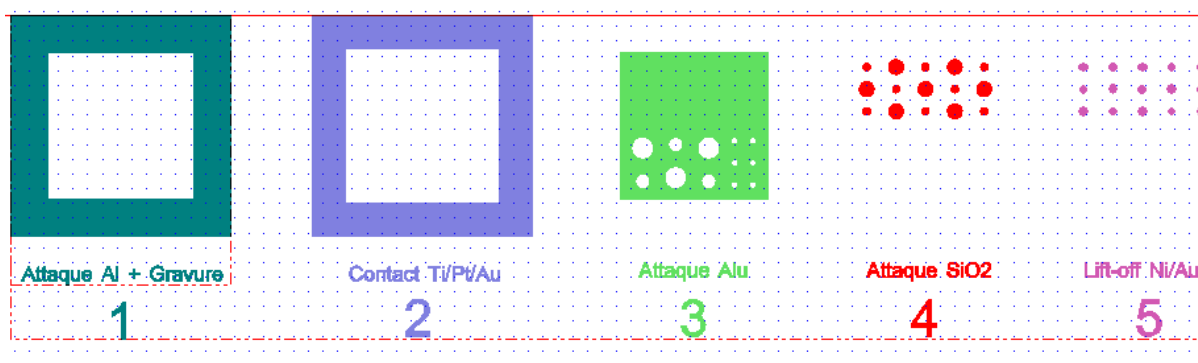 Attaque Al + Gravure
Contact Ti/Pt/Au
Attaque Alu
Attaque SiO2
Lift-off Ni/Au
1
2
3
4
5